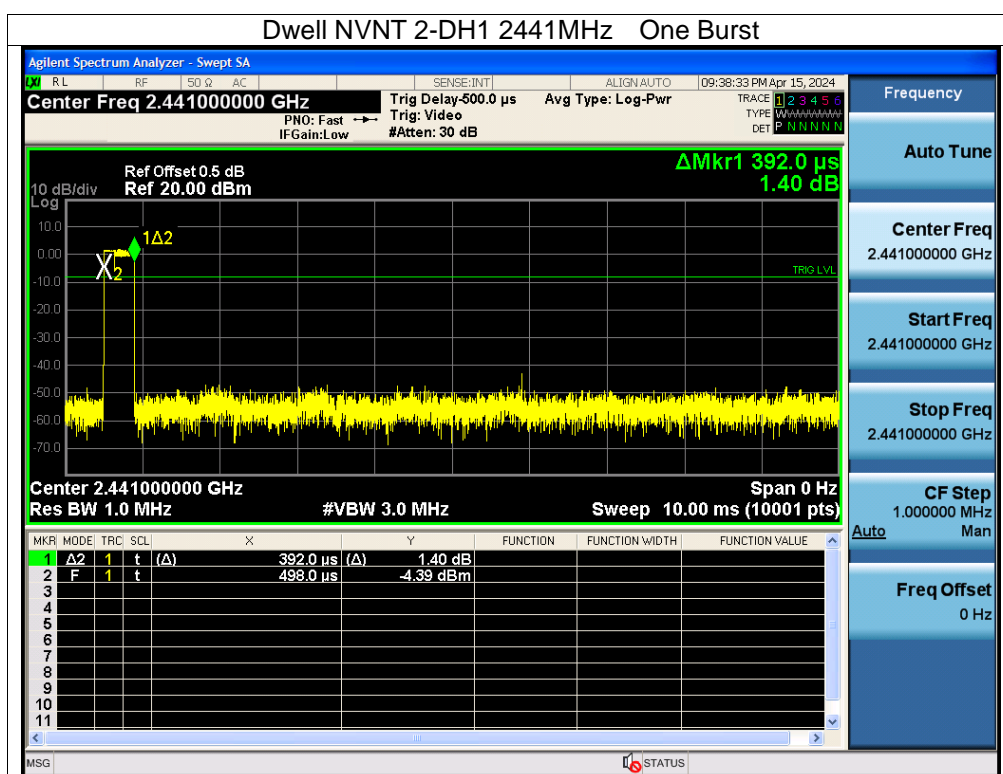 Dwell NVNT 2-DH1 2441MHz One Burst
Agilent Spectrum Analyzer - Swept SA
LXI RL RF 50 Ω AC SENSE:INT ALIGN AUTO 09:38:33 PM Apr 15, 2024
Center Freq 2.441000000 GHz Trig Delay-500.0 µs Avg Type: Log-Pwr TRACE 1 2 3 4 5 6
PNO: Fast Trig: Video TYPE WWWWWW
IFGain:Low #Atten: 30 dB DET P N N N N N
ΔMkr1 392.0 µs
1.40 dB
Ref Offset 0.5 dB
10 dB/div Ref 20.00 dBm
Log
10.0
0.00
-10.0
-20.0
-30.0
-40.0
-50.0
-60.0
-70.0
1Δ2
X2
TRIG LVL
Center 2.441000000 GHz Span 0 Hz
Res BW 1.0 MHz #VBW 3.0 MHz Sweep 10.00 ms (10001 pts)
MKR MODE TRC SCL X Y FUNCTION FUNCTION WIDTH FUNCTION VALUE
1 Δ2 1 t (Δ) 392.0 µs (Δ) 1.40 dB
2 F 1 t 498.0 µs -4.39 dBm
3
4
5
6
7
8
9
10
11
MSG STATUS
Frequency
Auto Tune
Center Freq
2.441000000 GHz
Start Freq
2.441000000 GHz
Stop Freq
2.441000000 GHz
CF Step
1.000000 MHz
Auto Man
Freq Offset
0 Hz